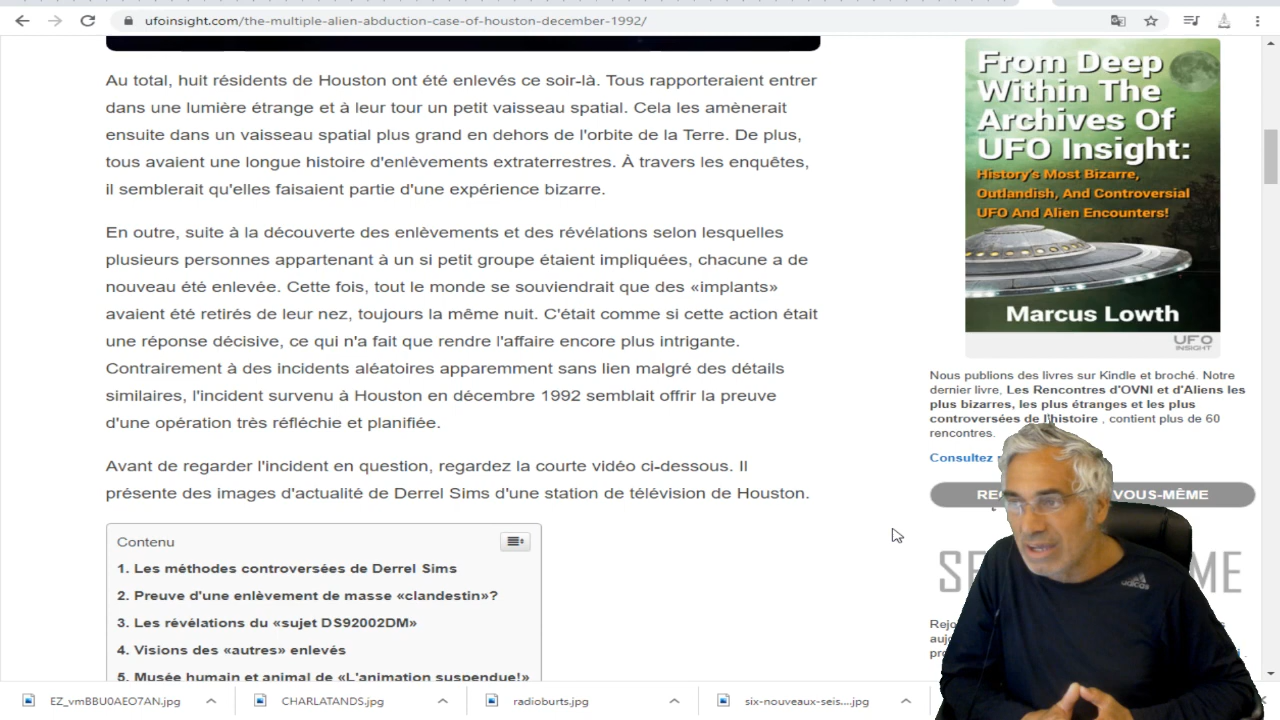 ufoinsight.com/the-multiple-alien-abduction-case-of-houston-december-1992/
Au total, huit résidents de Houston ont été enlevés ce soir-là. Tous rapporteraient entrer
dans une lumière étrange et à leur tour un petit vaisseau spatial. Cela les amènerait
ensuite dans un vaisseau spatial plus grand en dehors de l'orbite de la Terre. De plus,
tous avaient une longue histoire d'enlèvements extraterrestres. À travers les enquêtes,
il semblerait qu'elles faisaient partie d'une expérience bizarre.
En outre, suite à la découverte des enlèvements et des révélations selon lesquelles
plusieurs personnes appartenant à un si petit groupe étaient impliquées, chacune a de
nouveau été enlevée. Cette fois, tout le monde se souviendrait que des «implants»
avaient été retirés de leur nez, toujours la même nuit. C'était comme si cette action était
une réponse décisive, ce qui n'a fait que rendre l'affaire encore plus intrigante.
Contrairement à des incidents aléatoires apparemment sans lien malgré des détails
similaires, l'incident survenu à Houston en décembre 1992 semblait offrir la preuve
d'une opération très réfléchie et planifiée.
Avant de regarder l'incident en question, regardez la courte vidéo ci-dessous. Il
présente des images d'actualité de Derrel Sims d'une station de télévision de Houston.
Contenu
1. Les méthodes controversées de Derrel Sims
2. Preuve d'une enlèvement de masse «clandestin»?
3. Les révélations du «sujet DS92002DM»
4. Visions des «autres» enlevés
5. Musée humain et animal de «L'animation suspendue!»
From Deep
Within The
Archives Of
UFO Insight:
History's Most Bizarre,
Outlandish, And Controversial
UFO And Alien Encounters!
Marcus Lowth
UFO
INSIGHT
Nous publions des livres sur Kindle et broché. Notre
dernier livre, Les Rencontres d'OVNI et d'Aliens les
plus bizarres, les plus étranges et les plus
controversées de l'histoire , contient plus de 60
rencontres.
Consultez
VOUS-MÊME
ME
adidas
EZ_vmBBU0AEO7AN.jpg
CHARLATANDS.jpg
radioburts.jpg
six-nouveaux-seis....jpg